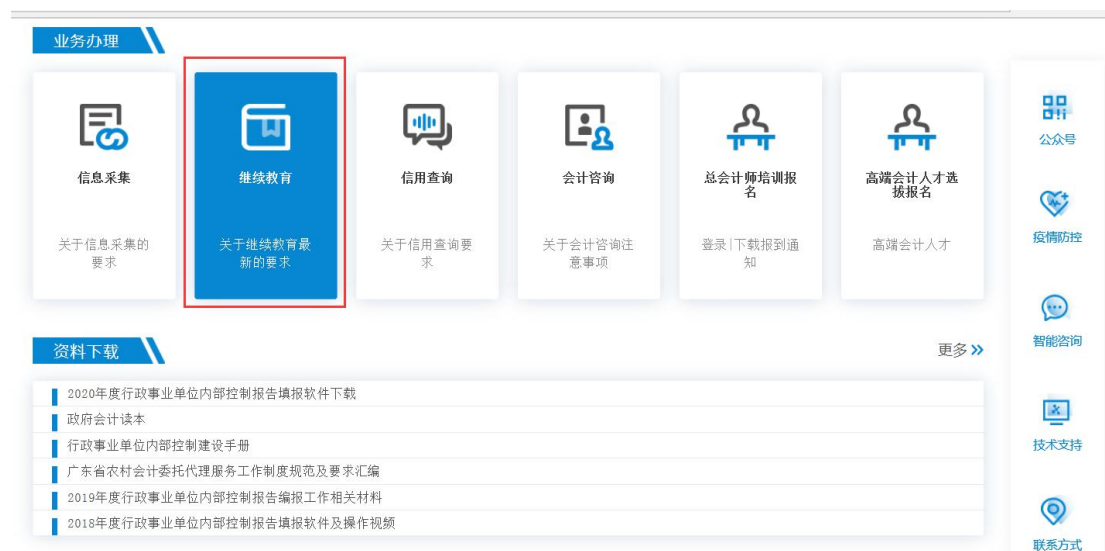 业务办理
信息采集
关于信息采集的
要求
继续教育
关于继续教育最
新的要求
信用查询
关于信用查询要
求
会计咨询
关于会计咨询注
意事项
总会计师培训报
名
登录|下载报到通
知
高端会计人才选
拔报名
高端会计人才
资料下载
更多
2020年度行政事业单位内部控制报告填报软件下载
政府会计读本
行政事业单位内部控制建设手册
广东省农村会计委托代理服务工作制度规范及要求汇编
2019年度行政事业单位内部控制报告编报工作相关材料
2018年度行政事业单位内部控制报告填报软件及操作视频
公众号
疫情防控
智能咨询
技术支持
联系方式